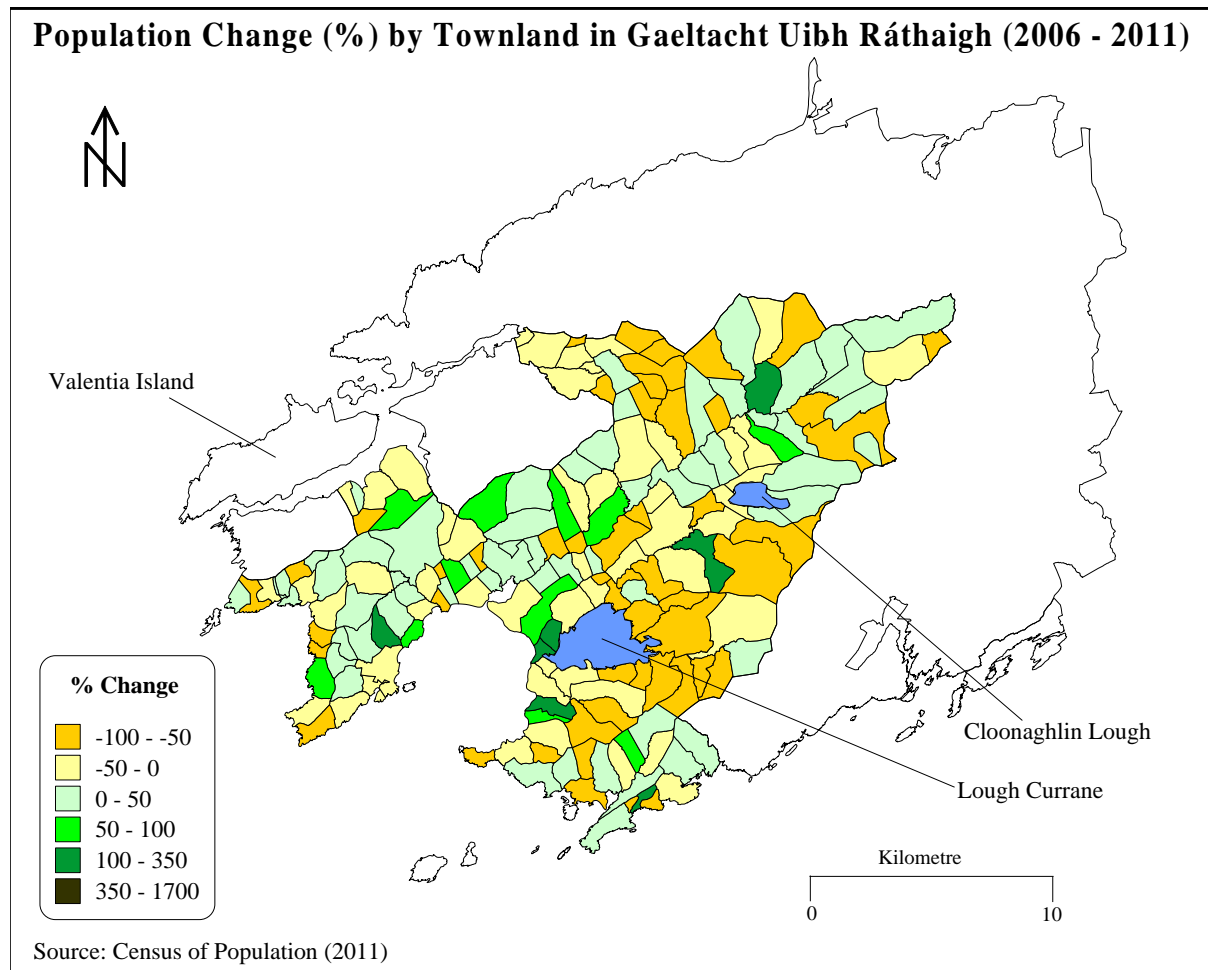 Population Change (%) by Townland in Gaeltacht Uibh Ráthaigh (2006 - 2011)
N
Valentia Island
% Change
-100 - -50
-50 - 0
0 - 50
50 - 100
100 - 350
350 - 1700
Cloonaghlin Lough
Lough Currane
Kilometre
0 10
Source: Census of Population (2011)